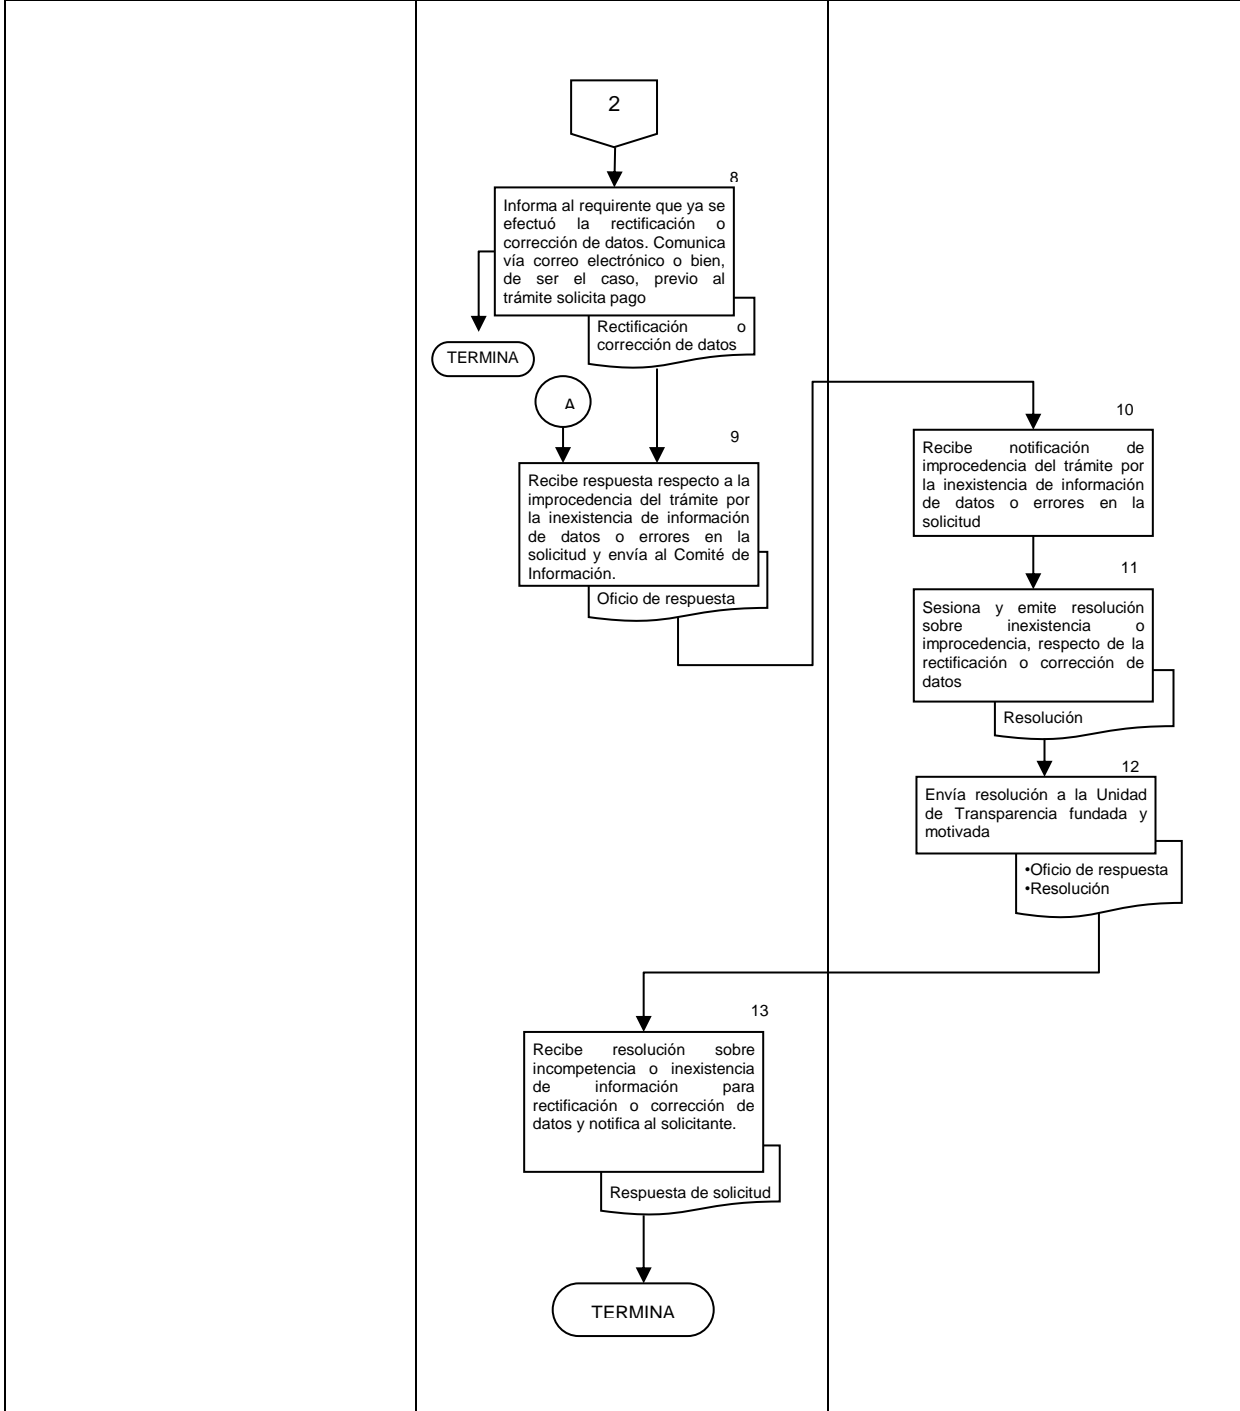 2
8
Informa al requirente que ya se
efectuó la rectificación o
corrección de datos. Comunica
vía correo electrónico o bien,
de ser el caso, previo al
trámite solicita pago
Rectificación o
corrección de datos
TERMINA
A
9
Recibe respuesta respecto a la
improcedencia del trámite por
la inexistencia de información
de datos o errores en la
solicitud y envía al Comité de
Información.
Oficio de respuesta
10
Recibe notificación de
improcedencia del trámite por
la inexistencia de información
de datos o errores en la
solicitud
11
Sesiona y emite resolución
sobre inexistencia o
improcedencia, respecto de la
rectificación o corrección de
datos
Resolución
12
Envía resolución a la Unidad
de Transparencia fundada y
motivada
•Oficio de respuesta
•Resolución
13
Recibe resolución sobre
incompetencia o inexistencia
de información para
rectificación o corrección de
datos y notifica al solicitante.
Respuesta de solicitud
TERMINA